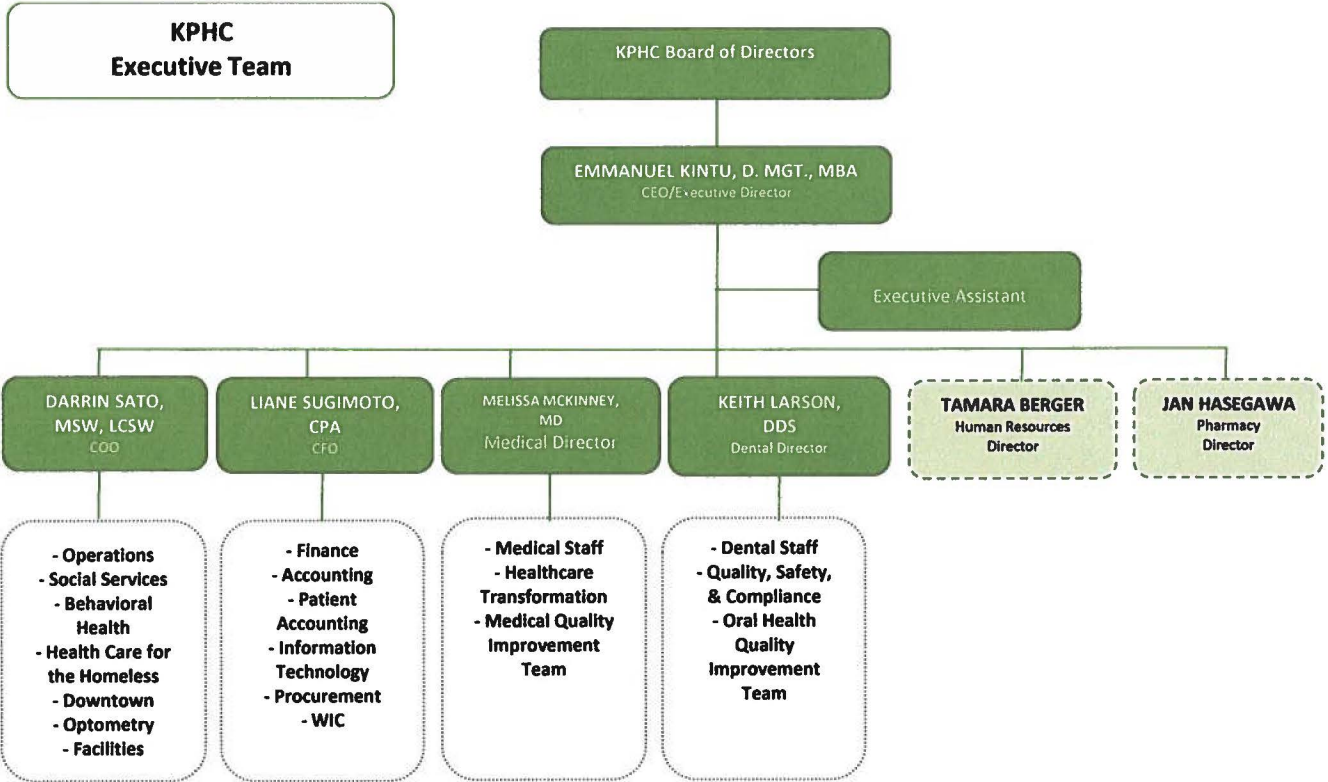 KPHC
Executive Team
KPHC Board of Directors
EMMANUEL KINTU, D. MGT., MBA
CEO/Executive Director
Executive Assistant
DARRIN SATO,
MSW, LCSW
COO
LIANE SUGIMOTO,
CPA
CFO
MELISSA MCKINNEY,
MD
Medical Director
KEITH LARSON,
DDS
Dental Director
TAMARA BERGER
Human Resources
Director
JAN HASEGAWA
Pharmacy
Director
- Operations
- Social Services
- Behavioral
Health
- Health Care for
the Homeless
- Downtown
- Optometry
- Facilities
- Finance
- Accounting
- Patient
Accounting
- Information
Technology
- Procurement
- WIC
- Medical Staff
- Healthcare
Transformation
- Medical Quality
Improvement
Team
- Dental Staff
- Quality, Safety,
& Compliance
- Oral Health
Quality
Improvement
Team